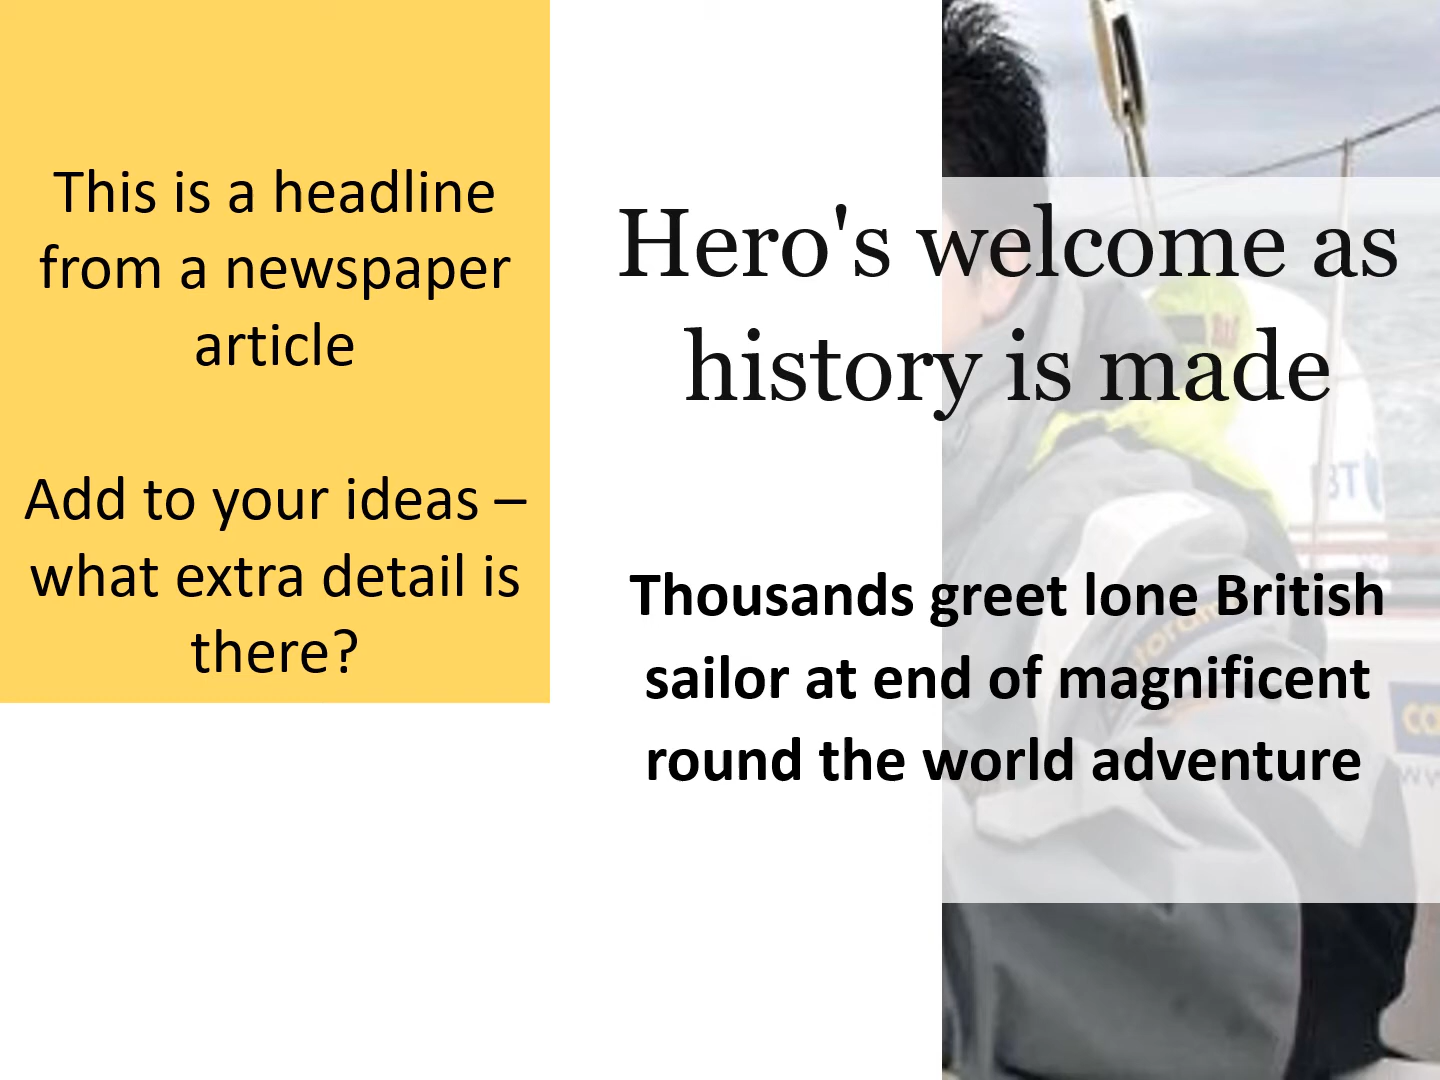 This is a headline
from a newspaper
article
Add to your ideas –
what extra detail is
there?
Hero's welcome as
history is made
Thousands greet lone British
sailor at end of magnificent
round the world adventure
BT